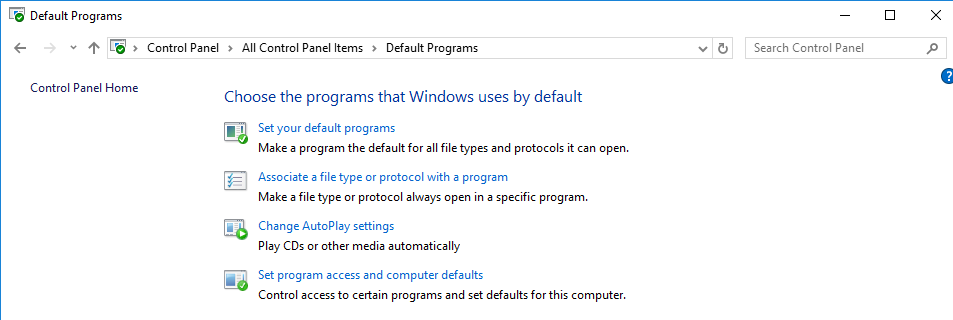 Default Programs
Control Panel > All Control Panel Items > Default Programs
Search Control Panel
?
Control Panel Home
Choose the programs that Windows uses by default
Set your default programs
Make a program the default for all file types and protocols it can open.
Associate a file type or protocol with a program
Make a file type or protocol always open in a specific program.
Change AutoPlay settings
Play CDs or other media automatically
Set program access and computer defaults
Control access to certain programs and set defaults for this computer.